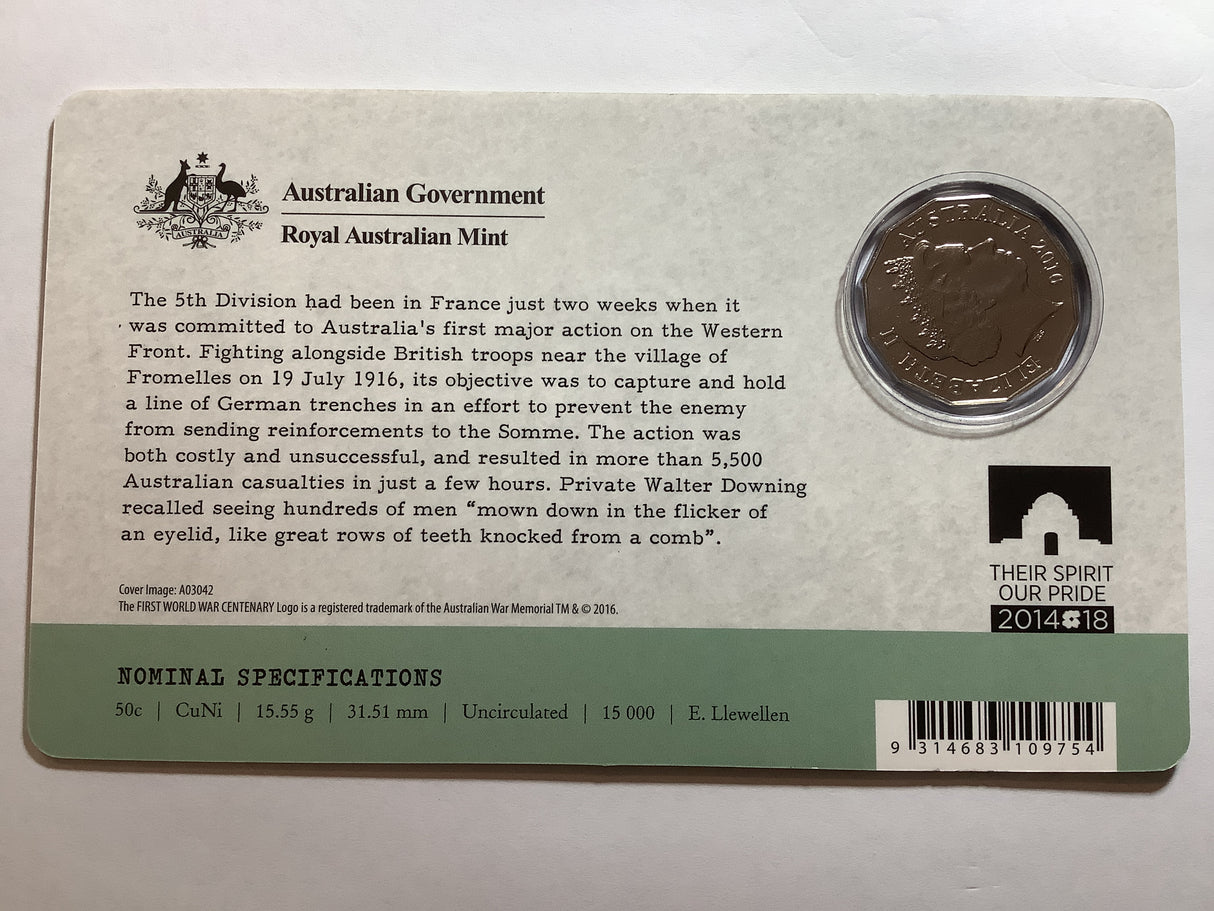 AUSTRALIA
Australian Government
Royal Australian Mint
The 5th Division had been in France just two weeks when it
was committed to Australia's first major action on the Western
Front. Fighting alongside British troops near the village of
Fromelles on 19 July 1916, its objective was to capture and hold
a line of German trenches in an effort to prevent the enemy
from sending reinforcements to the Somme. The action was
both costly and unsuccessful, and resulted in more than 5,500
Australian casualties in just a few hours. Private Walter Downing
recalled seeing hundreds of men “mown down in the flicker of
an eyelid, like great rows of teeth knocked from a comb”.
Cover Image: A03042
The FIRST WORLD WAR CENTENARY Logo is a registered trademark of the Australian War Memorial TM & © 2016.
ELIZABETH II
AUSTRALIA 2016
THEIR SPIRIT
OUR PRIDE
2014 18
NOMINAL SPECIFICATIONS
50c | CuNi | 15.55 g | 31.51 mm | Uncirculated | 15 000 | E. Llewellen
9 314683 109754